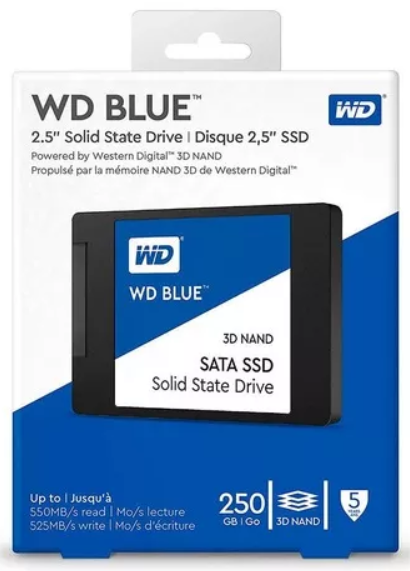 WD BLUE™
WD®
2.5" Solid State Drive | Disque 2,5" SSD
Powered by Western Digital™ 3D NAND
Propulsé par la mémoire NAND 3D de Western Digital™
WD®
WD BLUE™
3D NAND
SATA SSD
Solid State Drive
Up to | Jusqu'à
550MB/s read | Mo/s lecture
525MB/s write | Mo/s d'écriture
250
GB | Go
3D NAND
5